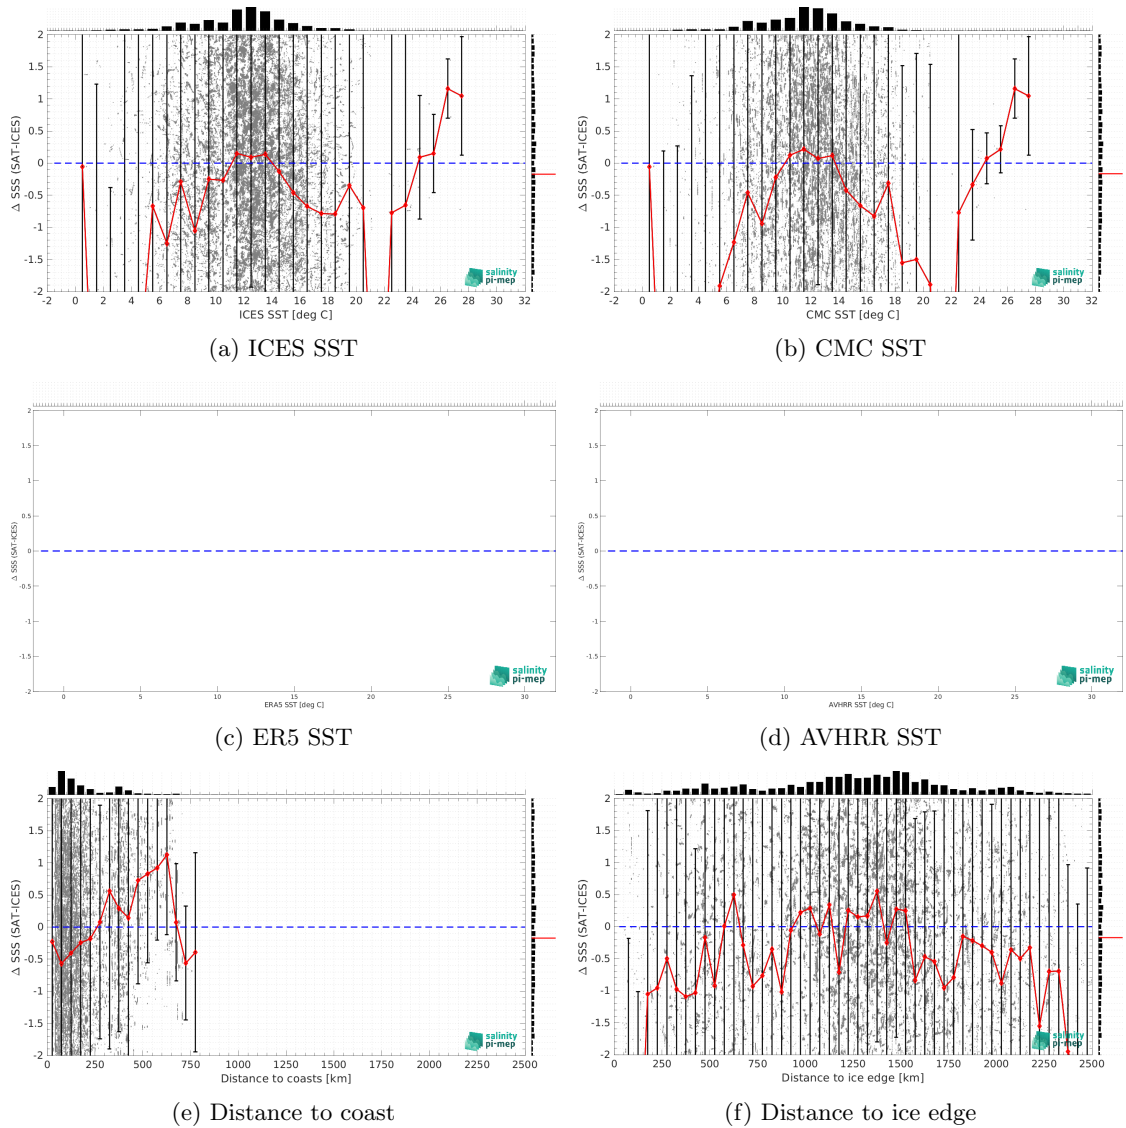 2
1.5
1
0.5
0
-0.5
-1
-1.5
-2
-2 0 2 4 6 8 10 12 14 16 18 20 22 24 26 28 30 32
Δ SSS (SAT-ICES)
ICES SST [deg C]
salinity
pi-mep
(a) ICES SST
2
1.5
1
0.5
0
-0.5
-1
-1.5
-2
-2 0 2 4 6 8 10 12 14 16 18 20 22 24 26 28 30 32
Δ SSS (SAT-ICES)
CMC SST [deg C]
salinity
pi-mep
(b) CMC SST
2
1.5
1
0.5
0
-0.5
-1
-1.5
-2
0 5 10 15 20 25 30
Δ SSS (SAT-ICES)
ERA5 SST [deg C]
salinity
pi-mep
(c) ER5 SST
2
1.5
1
0.5
0
-0.5
-1
-1.5
-2
0 5 10 15 20 25 30
Δ SSS (SAT-ICES)
AVHRR SST [deg C]
salinity
pi-mep
(d) AVHRR SST
2
1.5
1
0.5
0
-0.5
-1
-1.5
-2
0 250 500 750 1000 1250 1500 1750 2000 2250 2500
Δ SSS (SAT-ICES)
Distance to coasts [km]
salinity
pi-mep
(e) Distance to coast
2
1.5
1
0.5
0
-0.5
-1
-1.5
-2
0 250 500 750 1000 1250 1500 1750 2000 2250 2500
Δ SSS (SAT-ICES)
Distance to ice edge [km]
salinity
pi-mep
(f) Distance to ice edge